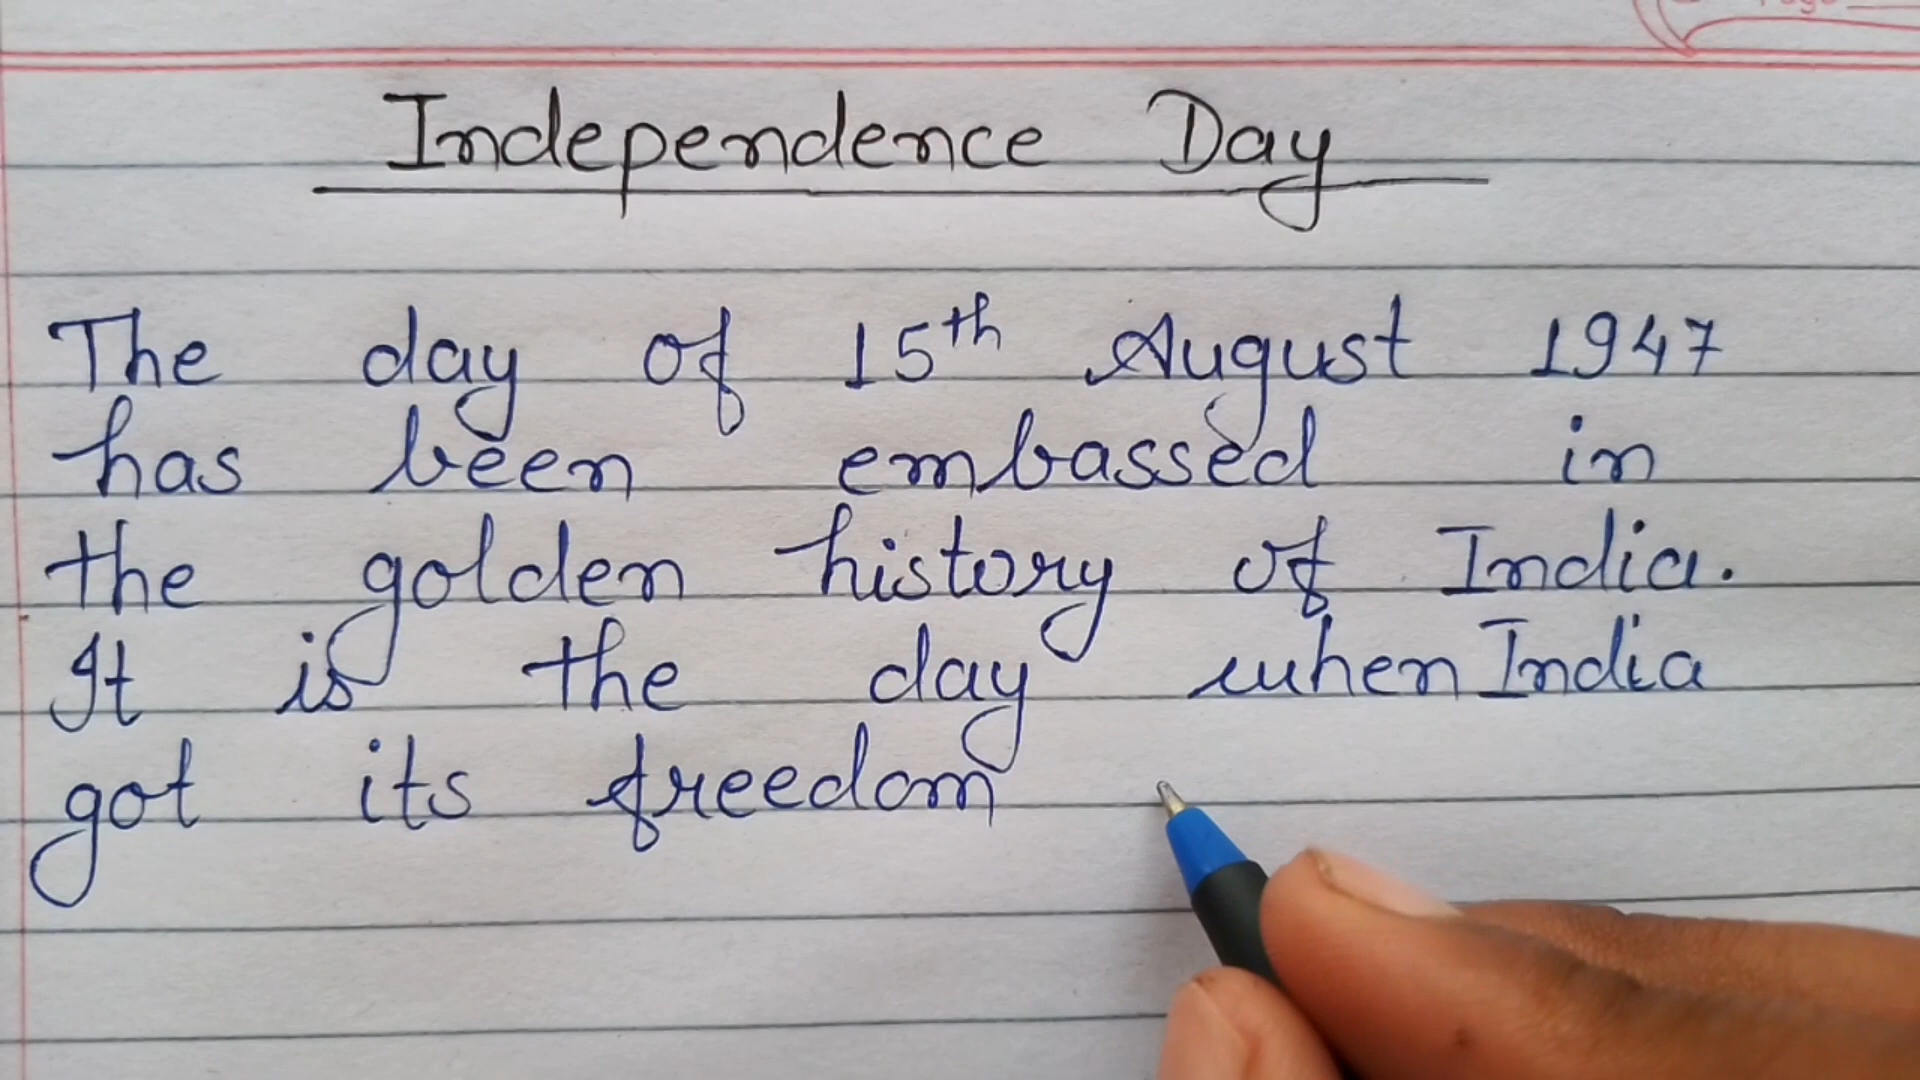 Page
Independence Day
The day of 15th August 1947
has been embassed in
the golden history of India.
It is the day when India
got its freedom